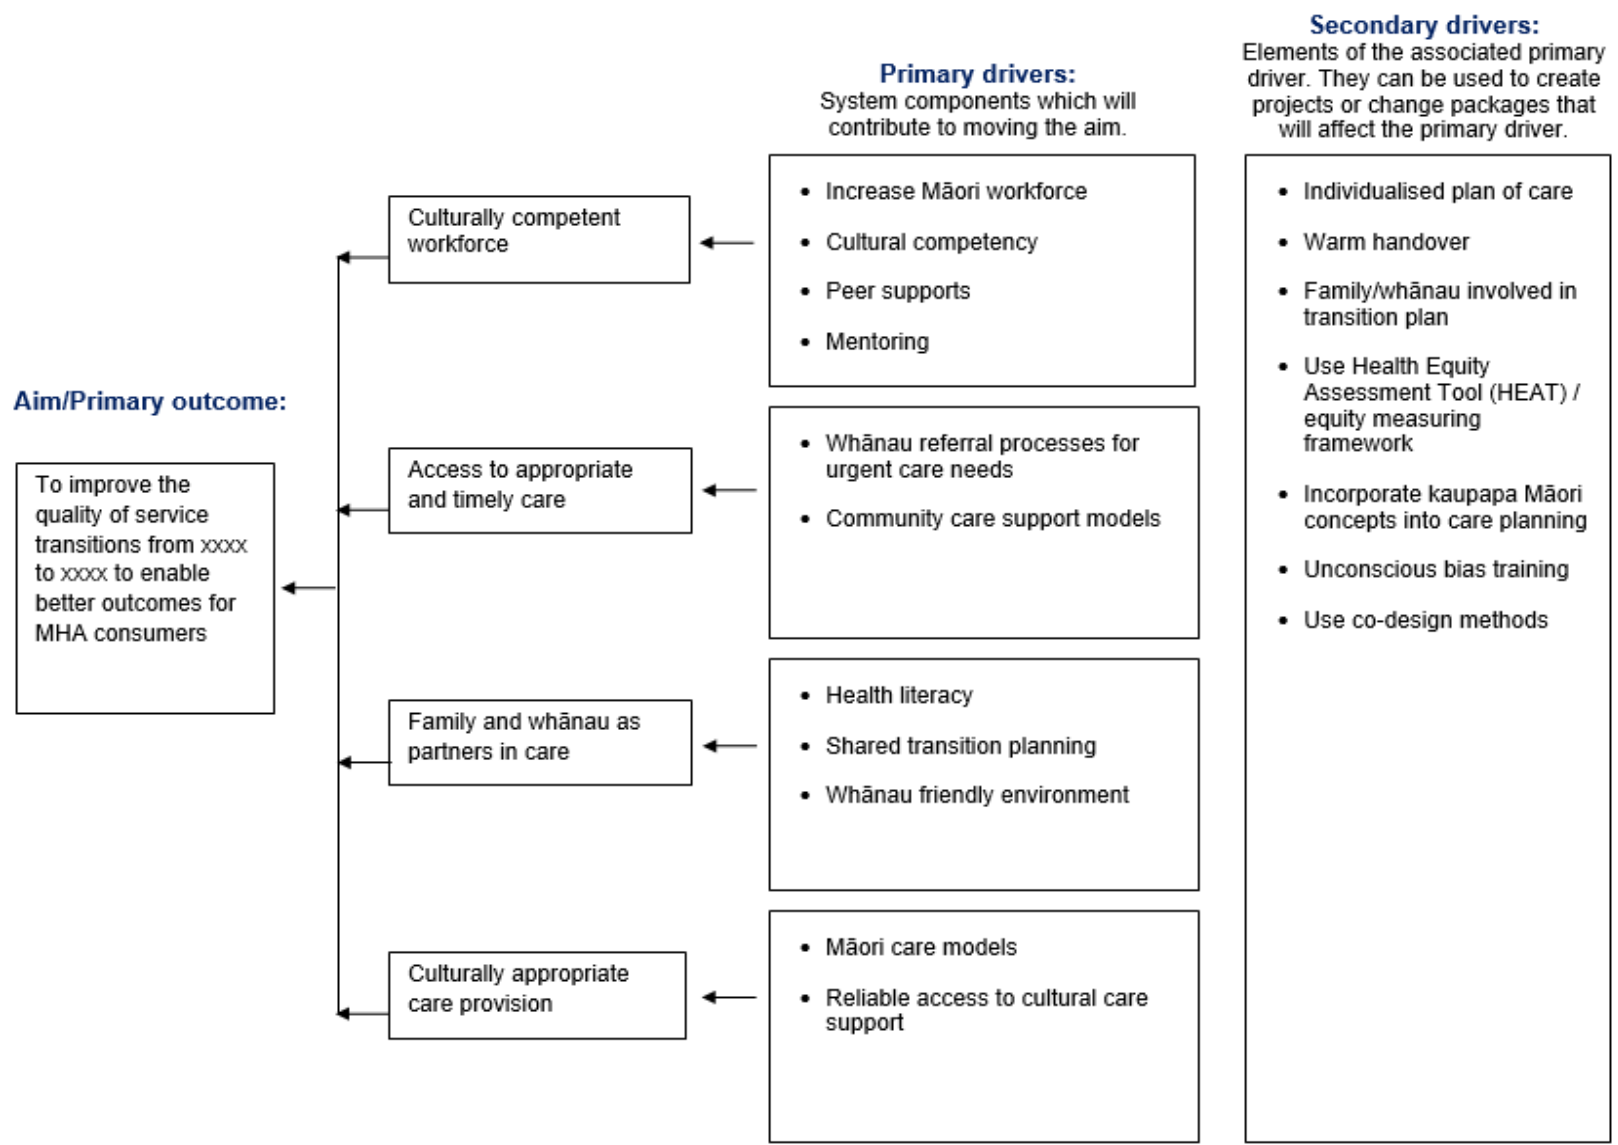 Aim/Primary outcome:
To improve the
quality of service
transitions from xxxx
to xxxx to enable
better outcomes for
MHA consumers
Culturally competent
workforce
Access to appropriate
and timely care
Family and whānau as
partners in care
Culturally appropriate
care provision
Primary drivers:
System components which will
contribute to moving the aim.
• Increase Māori workforce
• Cultural competency
• Peer supports
• Mentoring
• Whānau referral processes for
urgent care needs
• Community care support models
• Health literacy
• Shared transition planning
• Whānau friendly environment
• Māori care models
• Reliable access to cultural care
support
Secondary drivers:
Elements of the associated primary
driver. They can be used to create
projects or change packages that
will affect the primary driver.
• Individualised plan of care
• Warm handover
• Family/whānau involved in
transition plan
• Use Health Equity
Assessment Tool (HEAT) /
equity measuring
framework
• Incorporate kaupapa Māori
concepts into care planning
• Unconscious bias training
• Use co-design methods